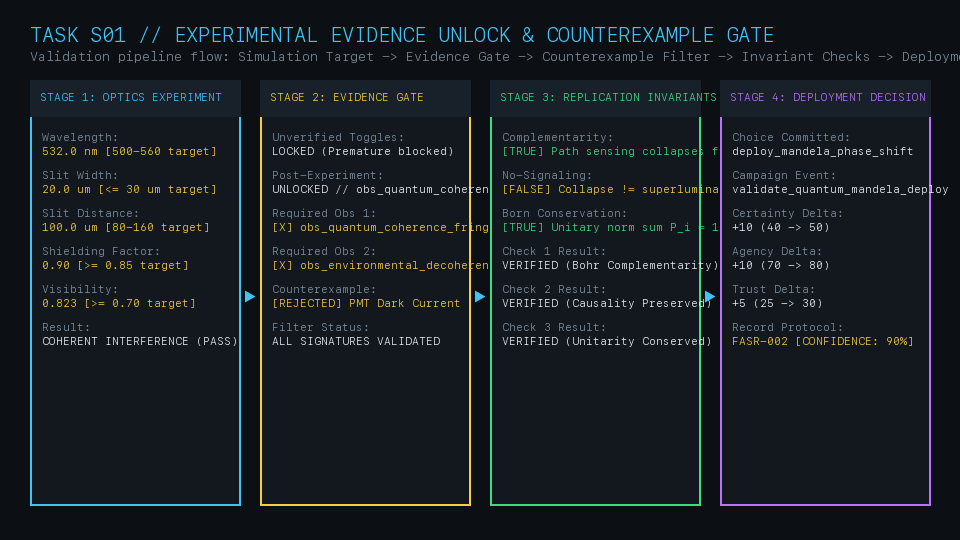 TASK S01 // EXPERIMENTAL EVIDENCE UNLOCK & COUNTEREXAMPLE GATE
Validation pipeline flow: Simulation Target —> Evidence Gate —> Counterexample Filter —> Invariant Checks —> Deploym
STAGE 1: OPTICS EXPERIMENT
Wavelength:
532.0 nm [500–560 target]
Slit Width:
20.0 um [<= 30 um target]
Slit Distance:
100.0 um [80–160 target]
Shielding Factor:
0.90 [>= 0.85 target]
Visibility:
0.823 [>= 0.70 target]
Result:
COHERENT INTERFERENCE (PASS)
STAGE 2: EVIDENCE GATE
Unverified Toggles:
LOCKED (Premature blocked)
Post-Experiment:
UNLOCKED // obs_quantum_coheren
Required Obs 1:
[X] obs_quantum_coherence_fring
Required Obs 2:
[X] obs_environmental_decoheren
Counterexample:
[REJECTED] PMT Dark Current
Filter Status:
ALL SIGNATURES VALIDATED
STAGE 3: REPLICATION INVARIANTS
Complementarity:
[TRUE] Path sensing collapses f
No-Signaling:
[FALSE] Collapse != superlumina
Born Conservation:
[TRUE] Unitary norm sum P_i = 1
Check 1 Result:
VERIFIED (Bohr Complementarity)
Check 2 Result:
VERIFIED (Causality Preserved)
Check 3 Result:
VERIFIED (Unitarity Conserved)
STAGE 4: DEPLOYMENT DECISION
Choice Committed:
deploy_mandela_phase_shift
Campaign Event:
validate_quantum_mandela_deploy
Certainty Delta:
+10 (40 —> 50)
Agency Delta:
+10 (70 —> 80)
Trust Delta:
+5 (25 —> 30)
Record Protocol:
FASR–002 [CONFIDENCE: 90%]